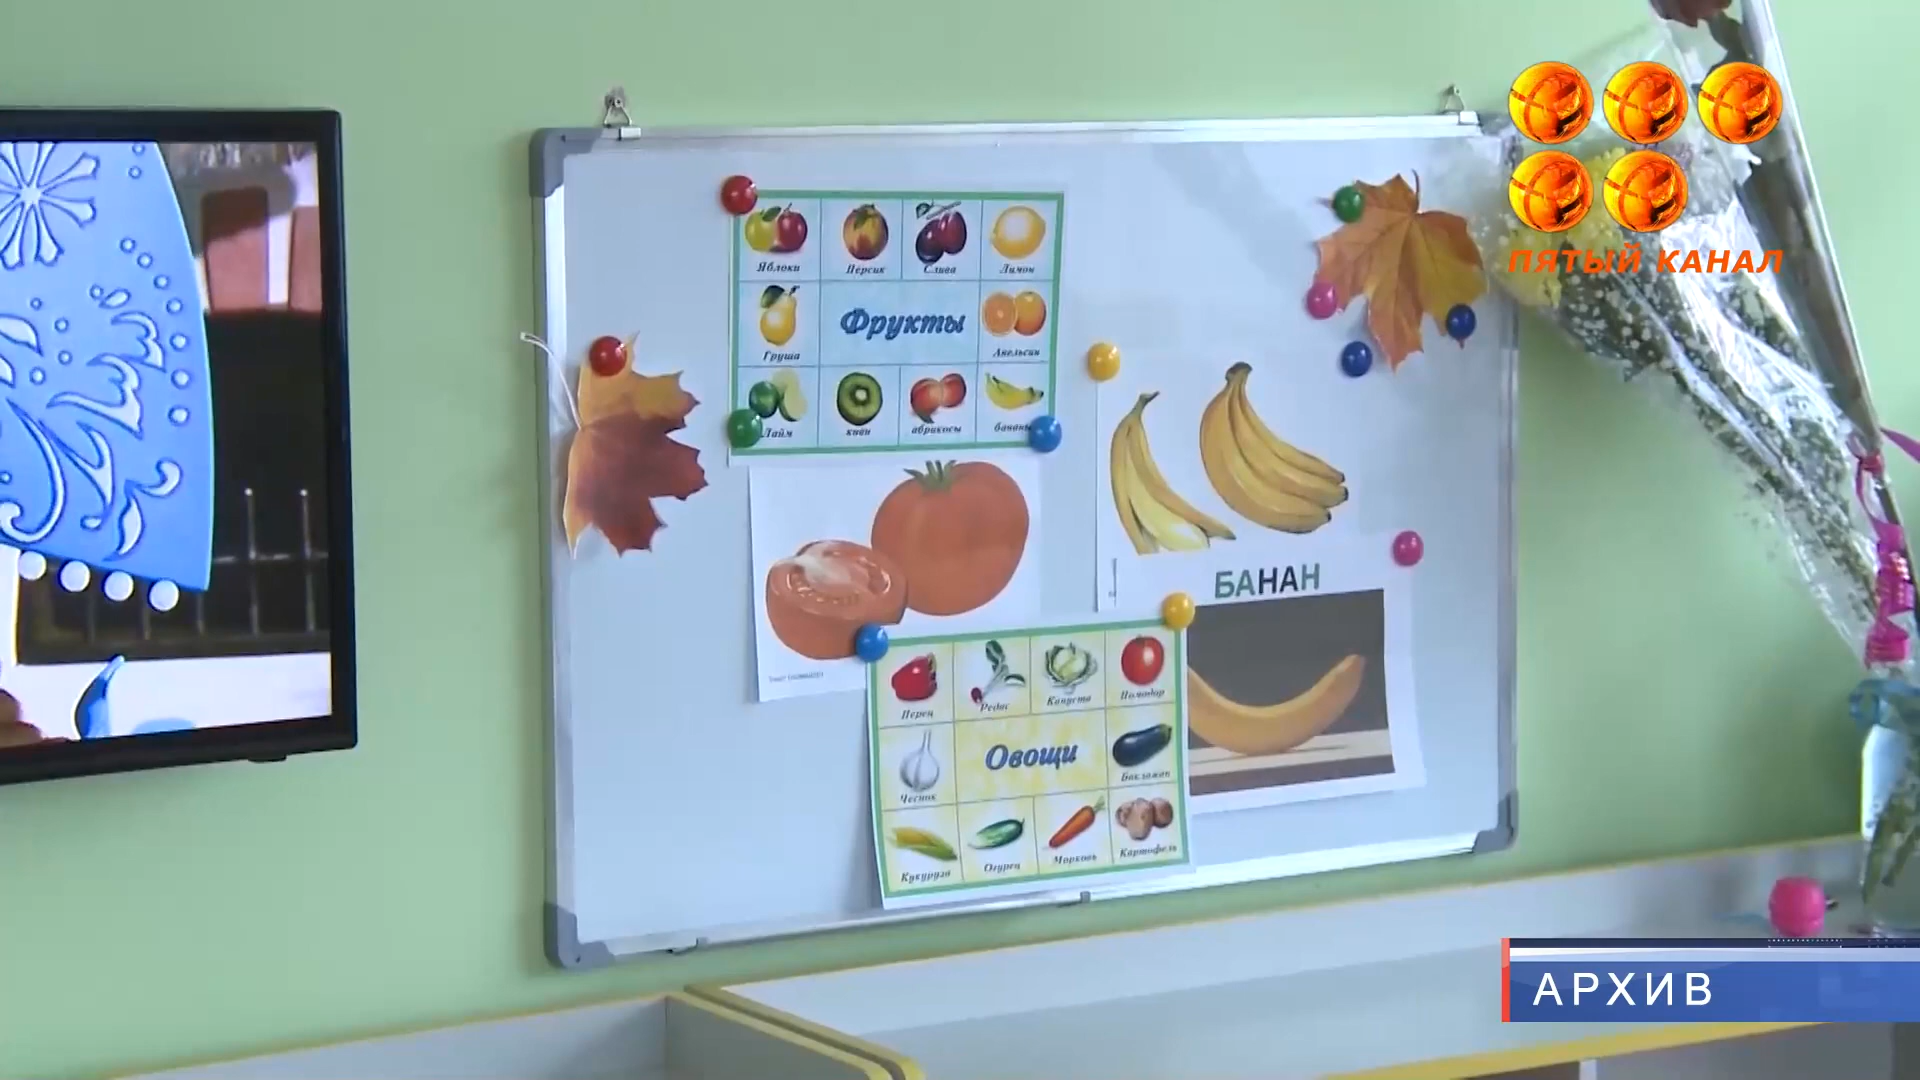 ПЯТЫЙ КАНАЛ
Яблоки
Персик
Слива
Лимон
Груша
Фрукты
Апельсин
Лайм
киви
абрикосы
бананы
БАНАН
Перец
Редис
Капуста
Помидор
Чеснок
Овощи
Баклажан
Кукуруза
Огурец
Морковь
Картофель
АРХИВ